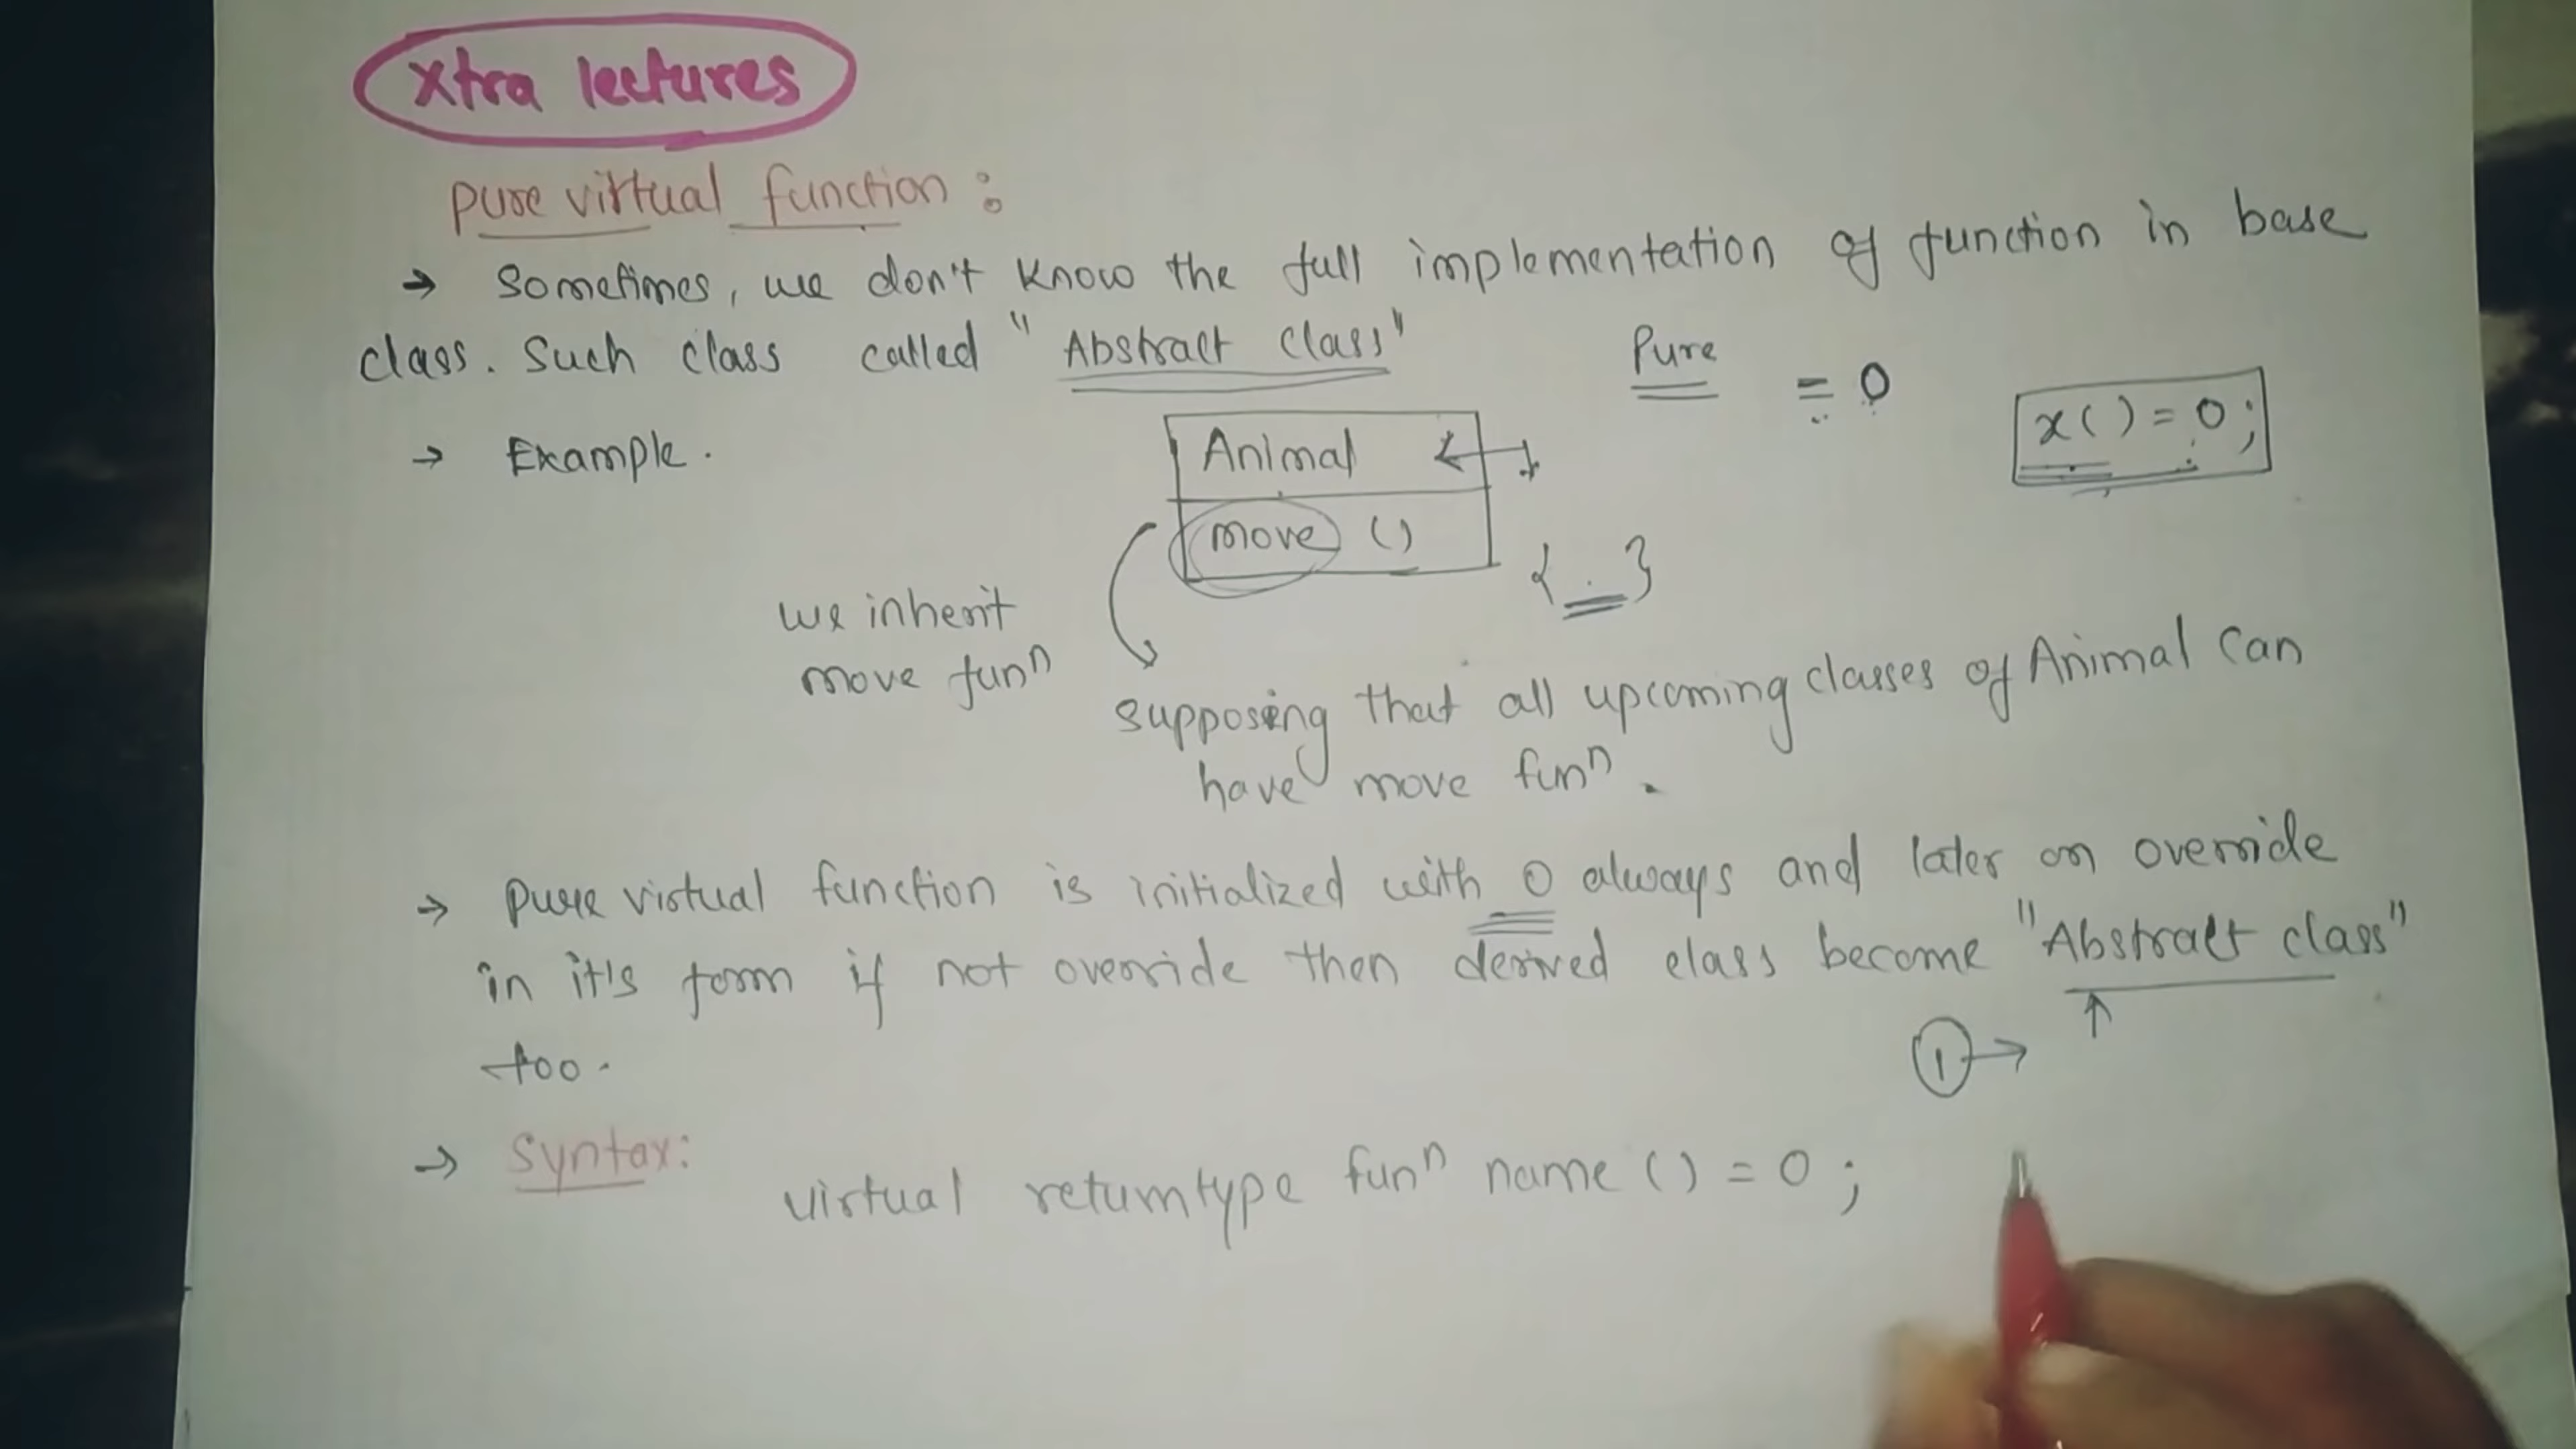 Xtra lectures
Pure virtual function :
→ Sometimes, we don't know the full implementation of function in base
class. Such class called "Abstract Class"
Pure = 0
x() = 0;
→ Example.
Animal
move ()
{ . }
we inherit
move funⁿ
supposing that all upcoming classes of Animal can
have move funⁿ.
→ Pure virtual function is initialized with 0 always and later on override
in it's form if not override then derived class become "Abstract class"
too.
1 →
→ Syntax:
virtual returntype funⁿ name () = 0 ;